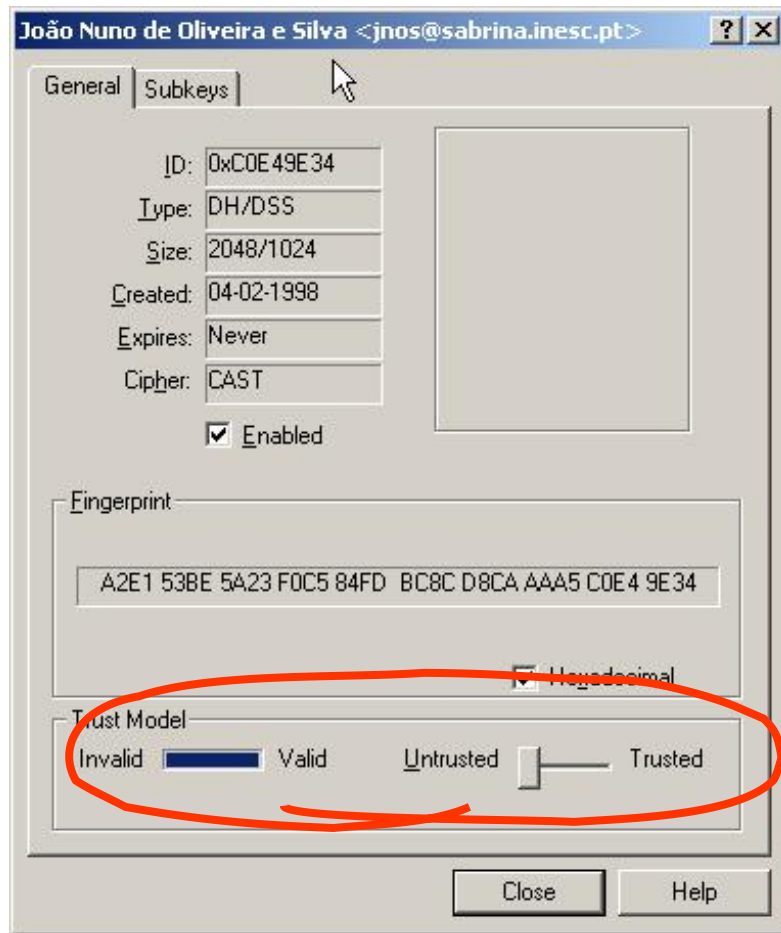 João Nuno de Oliveira e Silva <jnos@sabrina.inesc.pt>
General Subkeys
ID: 0xC0E49E34
Type: DH/DSS
Size: 2048/1024
Created: 04-02-1998
Expires: Never
Cipher: CAST
Enabled
Fingerprint
A2E1 53BE 5A23 F0C5 84FD BC8C D8CA AAA5 C0E4 9E34
Hexadecimal
Trust Model
Invalid Valid Untrusted Trusted
Close Help